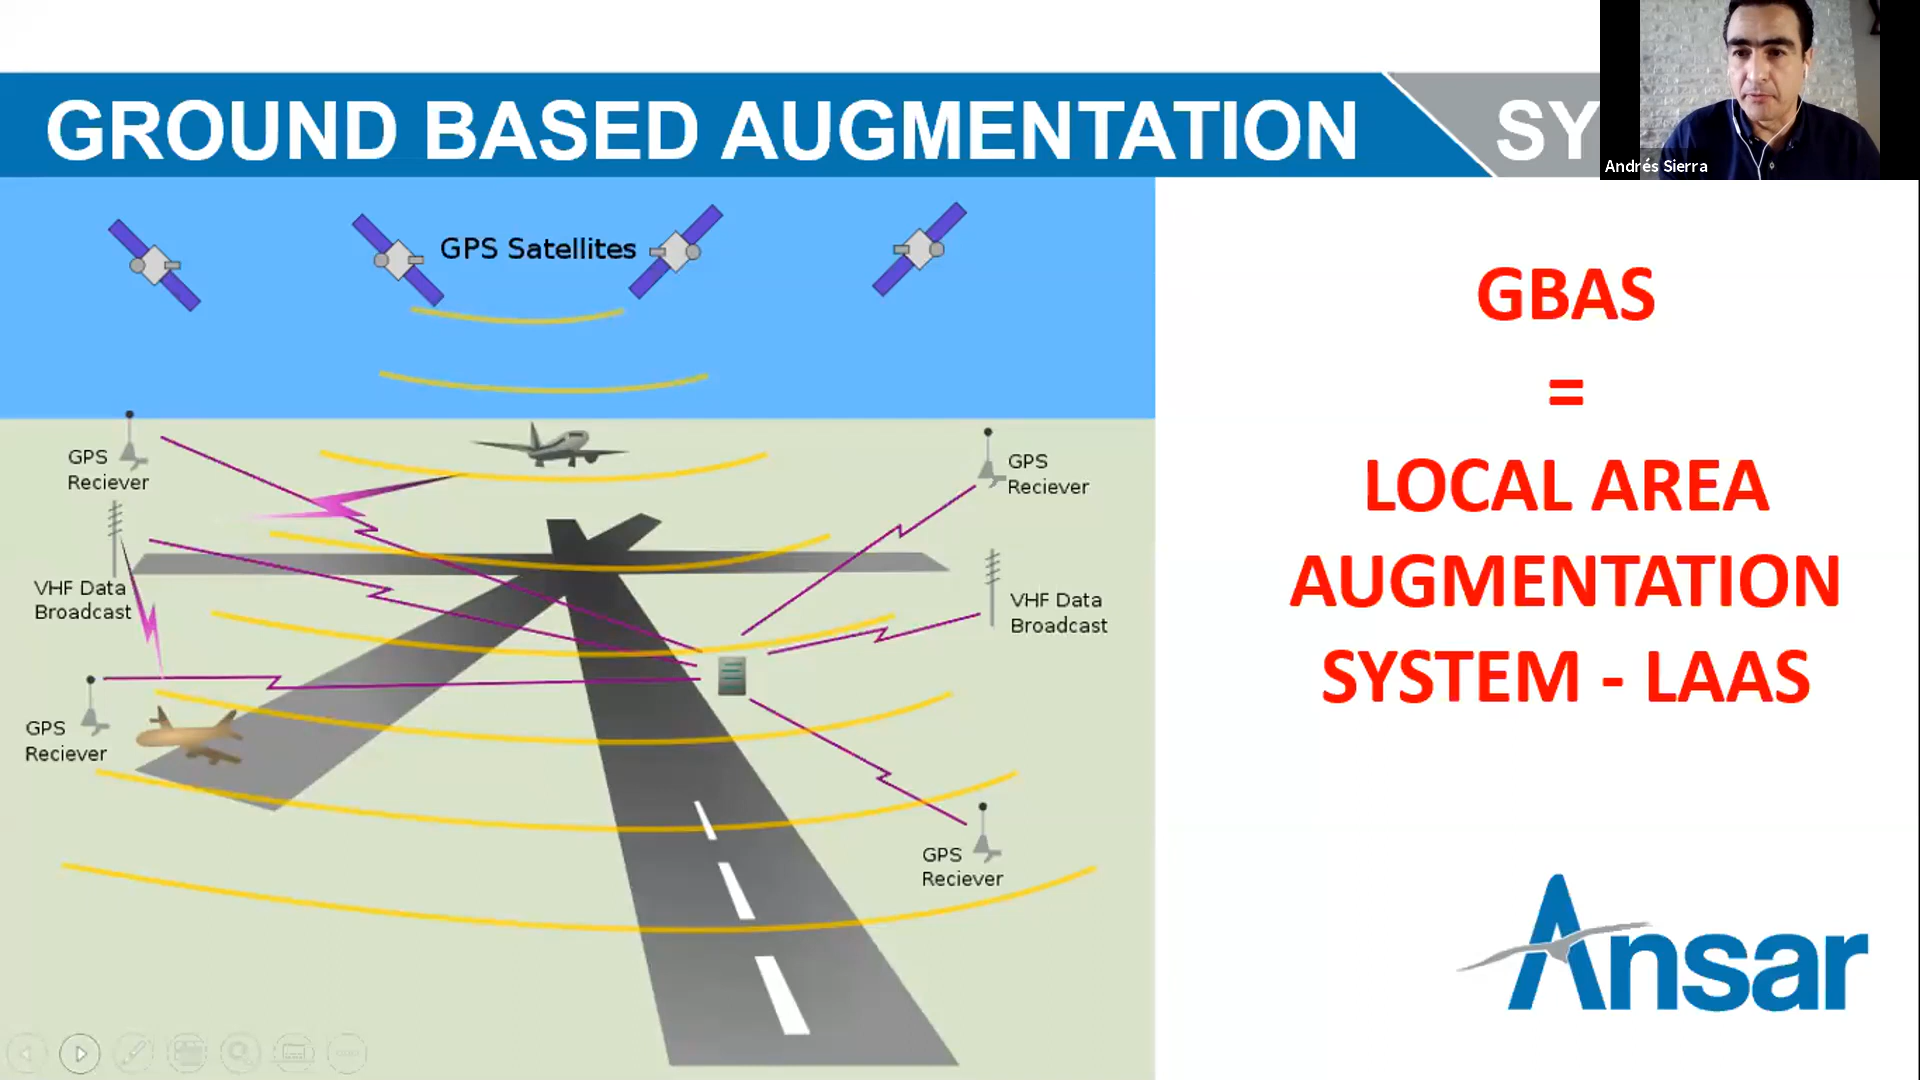 GROUND BASED AUGMENTATION SY
Andrés Sierra
GPS Satellites
GPS
Reciever
GPS
Reciever
VHF Data
Broadcast
VHF Data
Broadcast
GPS
Reciever
GPS
Reciever
GBAS
=
LOCAL AREA
AUGMENTATION
SYSTEM - LAAS
Ansar